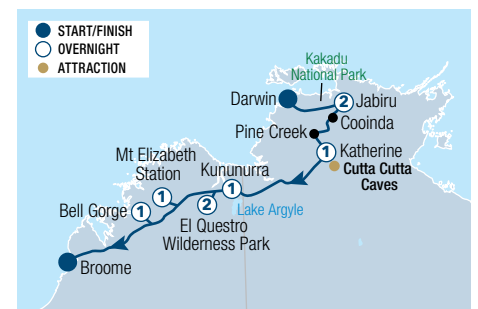 START/FINISH
OVERNIGHT
ATTRACTION
Kakadu
National Park
Darwin
2
Jabiru
Cooinda
Pine Creek
1
Katherine
Cutta Cutta
Caves
Mt Elizabeth
Station
Kununurra
1
1
Lake Argyle
Bell Gorge
1
2
El Questro
Wilderness Park
Broome